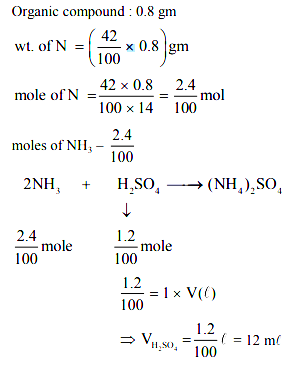 Organic compound : 0.8 gm
wt. of N = (42/100 × 0.8) gm
mole of N = 42 × 0.8/100 × 14 = 2.4/100 mol
moles of NH₃ – 2.4/100
2NH₃ + H₂SO₄ ⟶ (NH₄)₂SO₄
↓
2.4/100 mole 1.2/100 mole
1.2/100 = 1 × V(ℓ)
⇒ V_H₂SO₄ = 1.2/100 ℓ = 12 mℓ